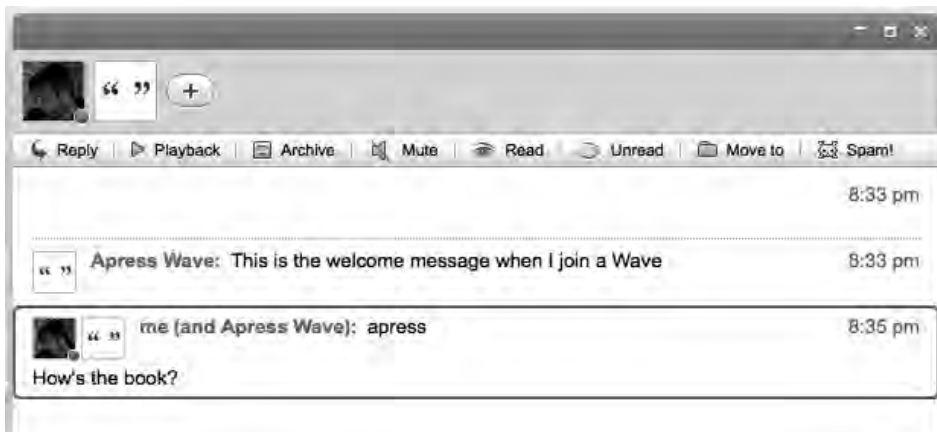 “ ”
+
Reply Playback Archive Mute Read Unread Move to Spam!
8:33 pm
“ ” Apress Wave: This is the welcome message when I join a Wave 8:33 pm
“ ” me (and Apress Wave): apress 8:35 pm
How's the book?